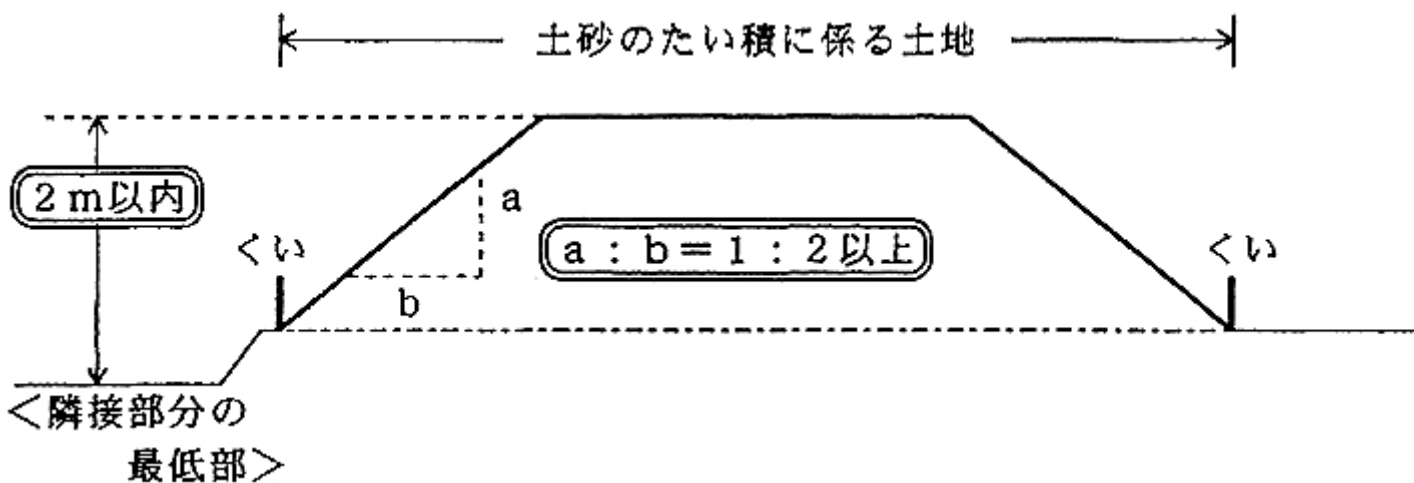 土砂のたい積に係る土地
2m以内
a
くい
a:b=1:2以上
くい
b
<隣接部分の
最低部>